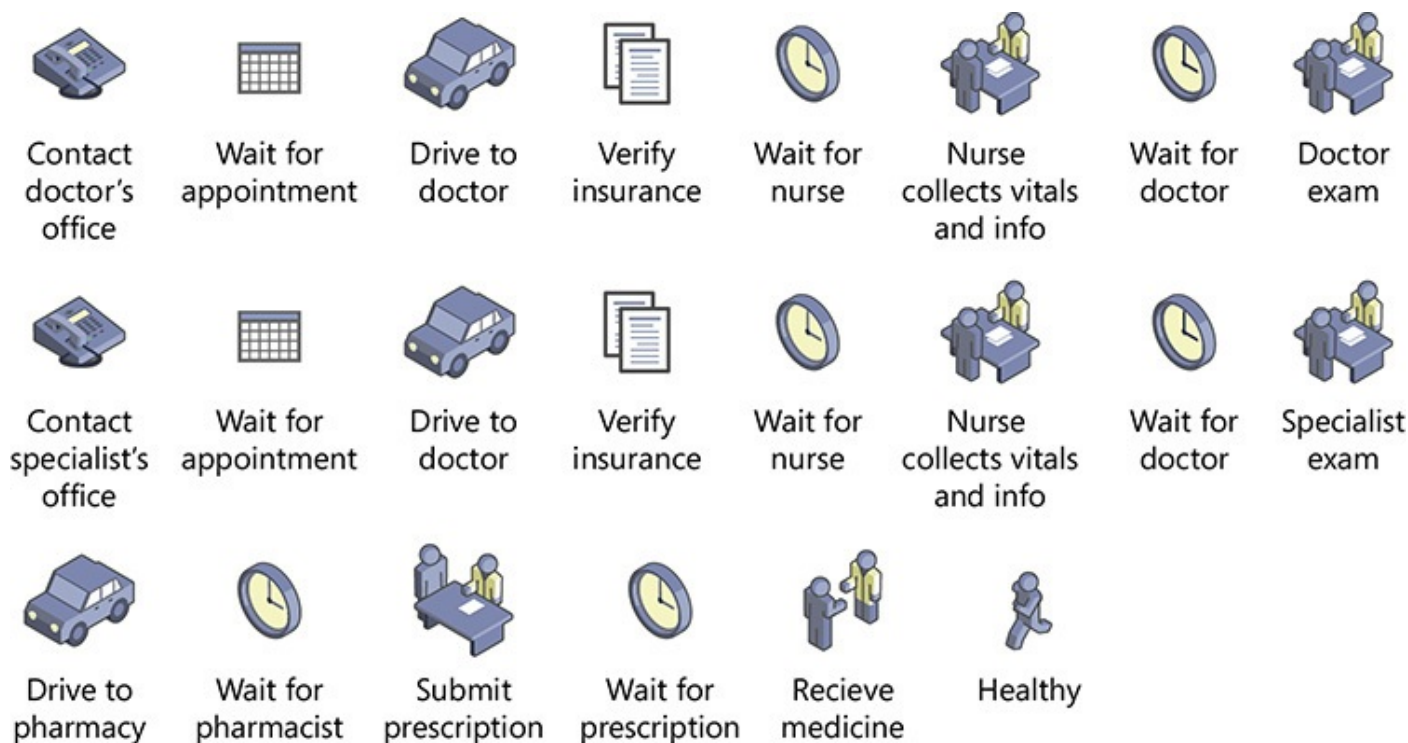 Contact Wait for Drive to Verify Wait for Nurse Wait for Doctor
doctor's appointment doctor insurance nurse collects vitals doctor exam
office and info
Contact Wait for Drive to Verify Wait for Nurse Wait for Specialist
specialist's appointment doctor insurance nurse collects vitals doctor exam
office and info
Drive to Wait for Submit Wait for Recieve Healthy
pharmacy pharmacist prescription prescription medicine